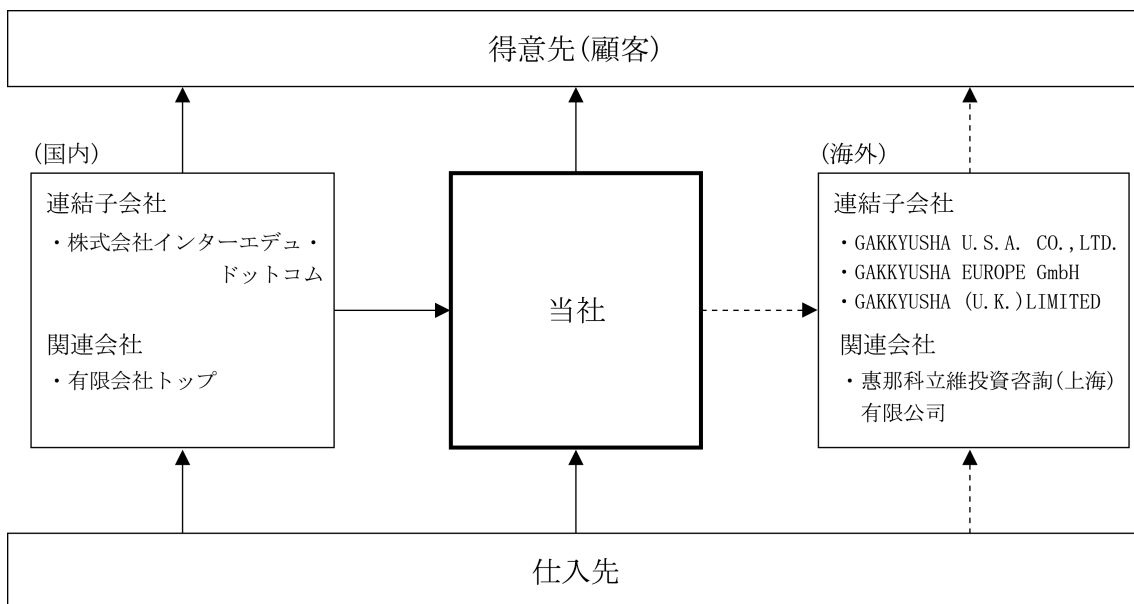 得意先(顧客)
(国内)
連結子会社
・株式会社インターエデュ・
ドットコム
関連会社
・有限会社トップ
当社
(海外)
連結子会社
・GAKKYUSHA U.S.A. CO.,LTD.
・GAKKYUSHA EUROPE GmbH
・GAKKYUSHA (U.K.)LIMITED
関連会社
・惠那科立維投資咨詢(上海)
有限公司
仕入先